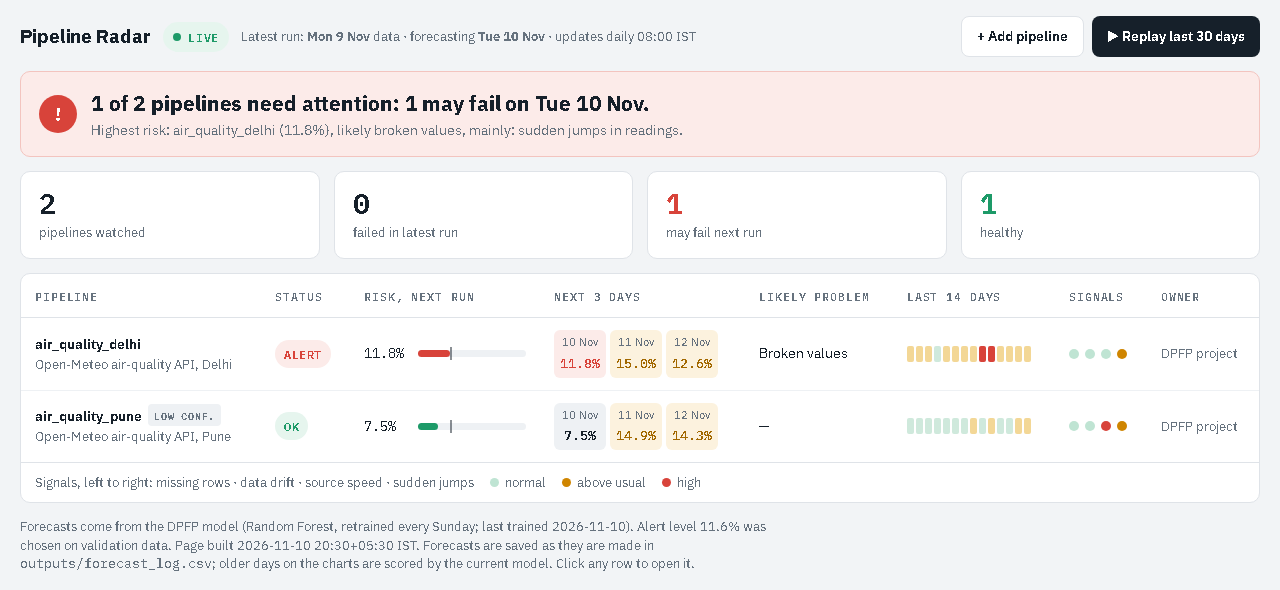 Pipeline Radar
LIVE
Latest run: Mon 9 Nov data · forecasting Tue 10 Nov · updates daily 08:00 IST
+ Add pipeline
▶ Replay last 30 days
!
1 of 2 pipelines need attention: 1 may fail on Tue 10 Nov.
Highest risk: air_quality_delhi (11.8%), likely broken values, mainly: sudden jumps in readings.
2
pipelines watched
0
failed in latest run
1
may fail next run
1
healthy
PIPELINE STATUS RISK, NEXT RUN NEXT 3 DAYS LIKELY PROBLEM LAST 14 DAYS SIGNALS OWNER
air_quality_delhi
Open-Meteo air-quality API, Delhi
ALERT
11.8%
10 Nov 11 Nov 12 Nov
11.8% 15.0% 12.6%
Broken values
DPFP project
air_quality_pune LOW CONF.
Open-Meteo air-quality API, Pune
OK
7.5%
10 Nov 11 Nov 12 Nov
7.5% 14.9% 14.3%
—
DPFP project
Signals, left to right: missing rows · data drift · source speed · sudden jumps normal above usual high
Forecasts come from the DPFP model (Random Forest, retrained every Sunday; last trained 2026-11-10). Alert level 11.6% was
chosen on validation data. Page built 2026-11-10 20:30+05:30 IST. Forecasts are saved as they are made in
outputs/forecast_log.csv; older days on the charts are scored by the current model. Click any row to open it.